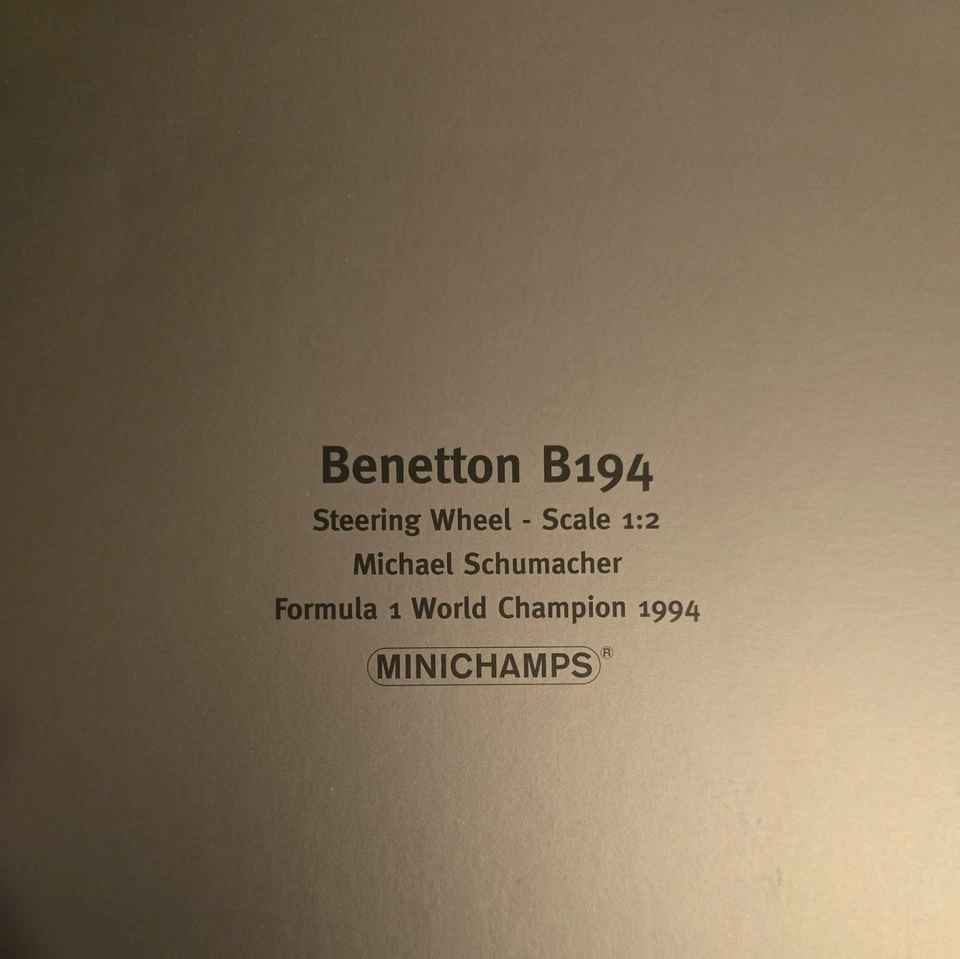 Benetton B194
Steering Wheel - Scale 1:2
Michael Schumacher
Formula 1 World Champion 1994
MINICHAMPS®